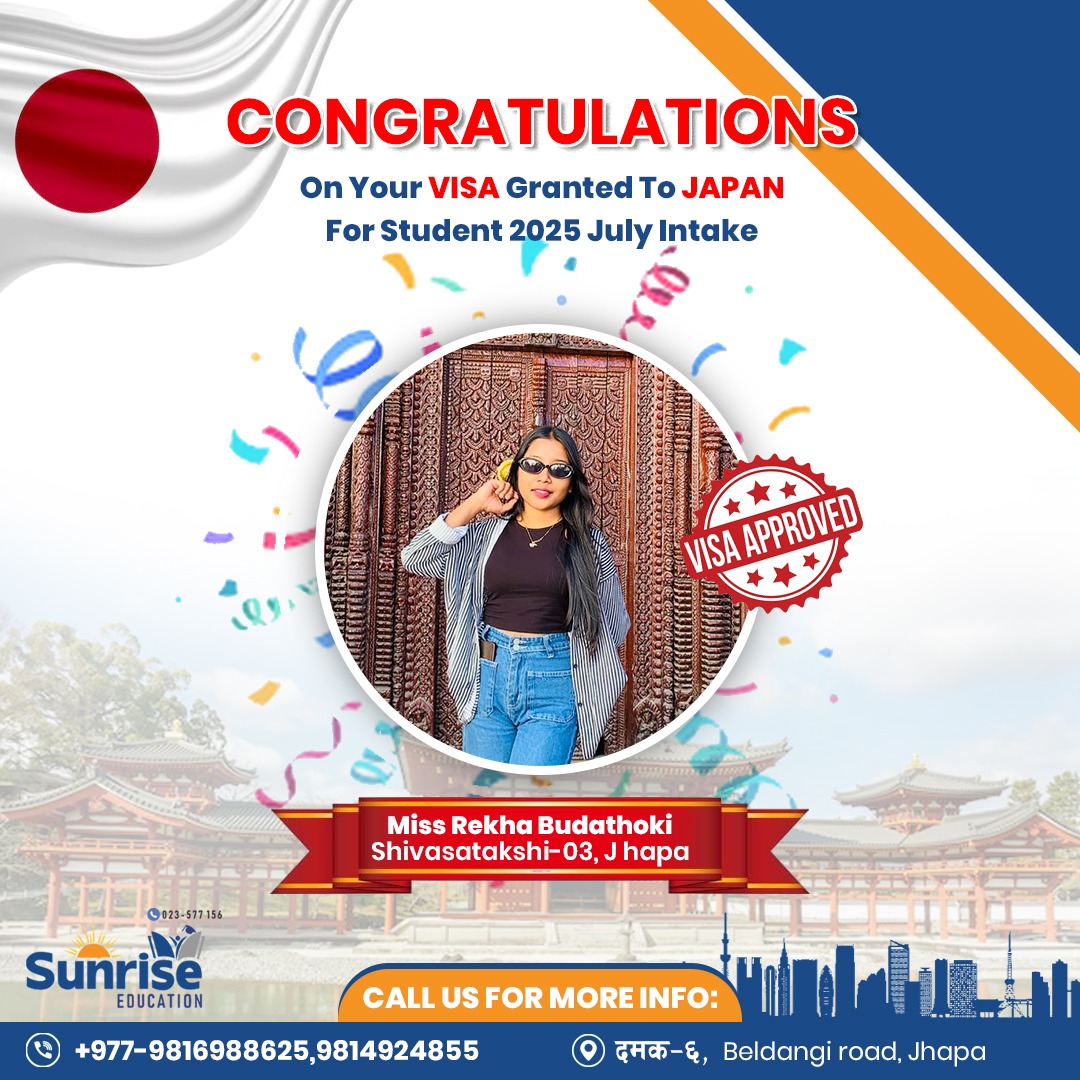 CONGRATULATIONS
On Your VISA Granted To JAPAN
For Student 2025 July Intake
VISA APPROVED
Miss Rekha Budathoki
Shivasatakshi-03, J hapa
023-577156
Sunrise
EDUCATION
CALL US FOR MORE INFO:
+977-9816988625,9814924855
दमक-६, Beldangi road, Jhapa